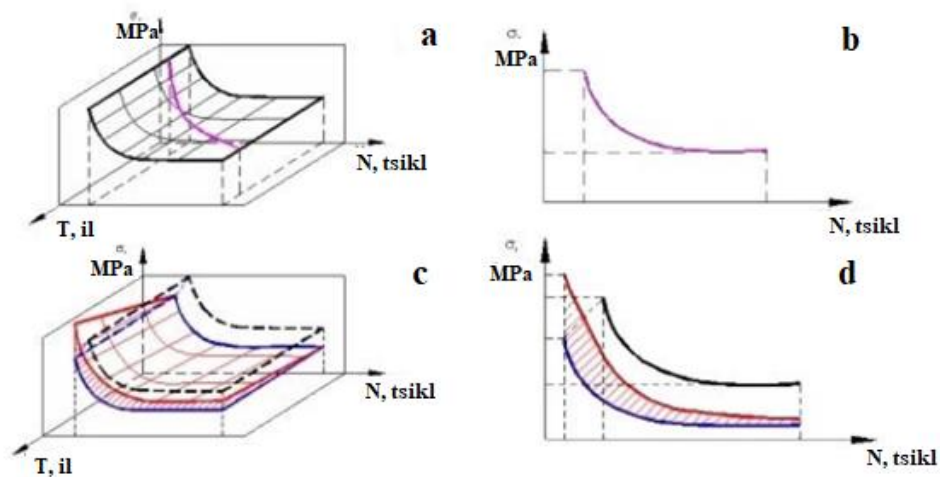 σ,
MPa
a
N, tsikl
T, il
σ,
MPa
b
N, tsikl
σ,
MPa
c
N, tsikl
T, il
σ,
MPa
d
N, tsikl